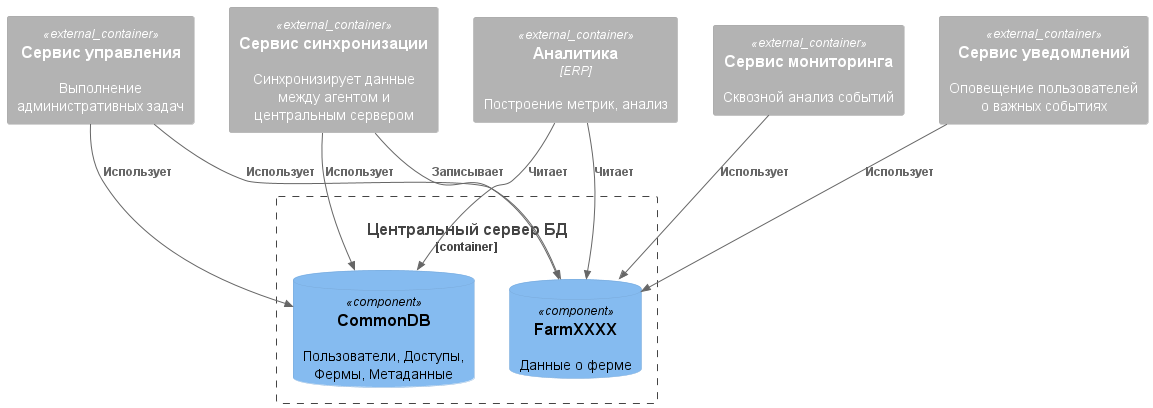 «external_container»
Сервис управления
Выполнение
административных задач
«external_container»
Сервис синхронизации
Синхронизирует данные
между агентом и
центральным сервером
«external_container»
Аналитика
[ERP]
Построение метрик, анализ
«external_container»
Сервис мониторинга
Сквозной анализ событий
«external_container»
Сервис уведомлений
Оповещение пользователей
о важных событиях
Использует
Использует
Использует
Записывает
Читает
Читает
Использует
Использует
Центральный сервер БД
[container]
«component»
CommonDB
Пользователи, Доступы,
Фермы, Метаданные
«component»
FarmXXXX
Данные о ферме